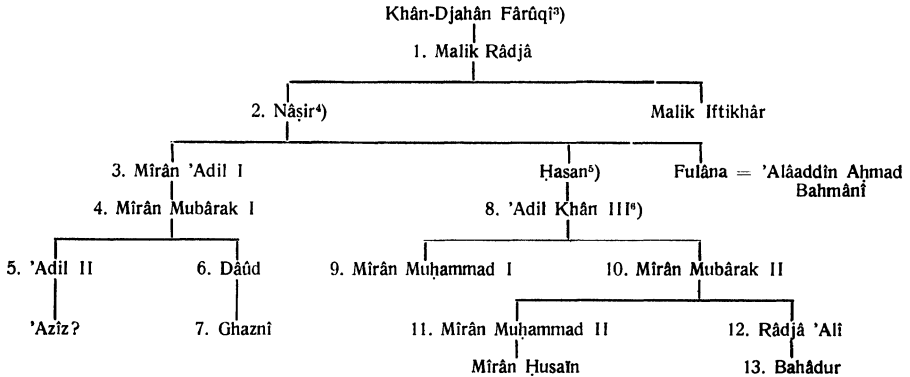 Khân-Djahân Fârûqî³)
1. Malik Râdjâ
2. Nâṣir⁴) Malik Iftikhâr
3. Mîrân 'Adil I Ḥasan⁵) Fulâna = 'Alâaddîn Aḥmad
Bahmânî
4. Mîrân Mubârak I 8. 'Adil Khân III⁶)
5. 'Adil II 6. Dâûd 9. Mîrân Muḥammad I 10. Mîrân Mubârak II
'Azîz? 7. Ghaznî 11. Mîrân Muḥammad II 12. Râdjâ 'Alî
Mîrân Ḥusaïn 13. Bahâdur